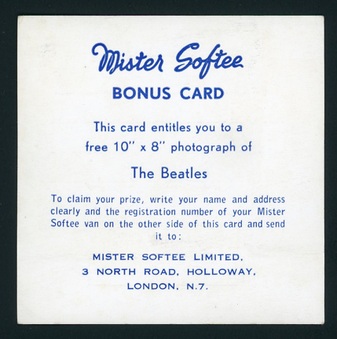 Mister Softee
BONUS CARD
This card entitles you to a
free 10" x 8" photograph of
The Beatles
To claim your prize, write your name and address
clearly and the registration number of your Mister
Softee van on the other side of this card and send
it to:
MISTER SOFTEE LIMITED,
3 NORTH ROAD, HOLLOWAY,
LONDON, N.7.